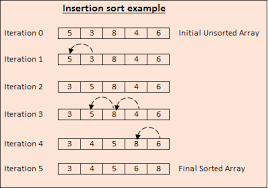 Insertion sort example
Iteration 0 5 3 8 4 6 Initial Unsorted Array
Iteration 1 5 3 8 4 6
Iteration 2 3 5 8 4 6
Iteration 3 3 5 8 4 6
Iteration 4 3 4 5 8 6
Iteration 5 3 4 5 6 8 Final Sorted Array